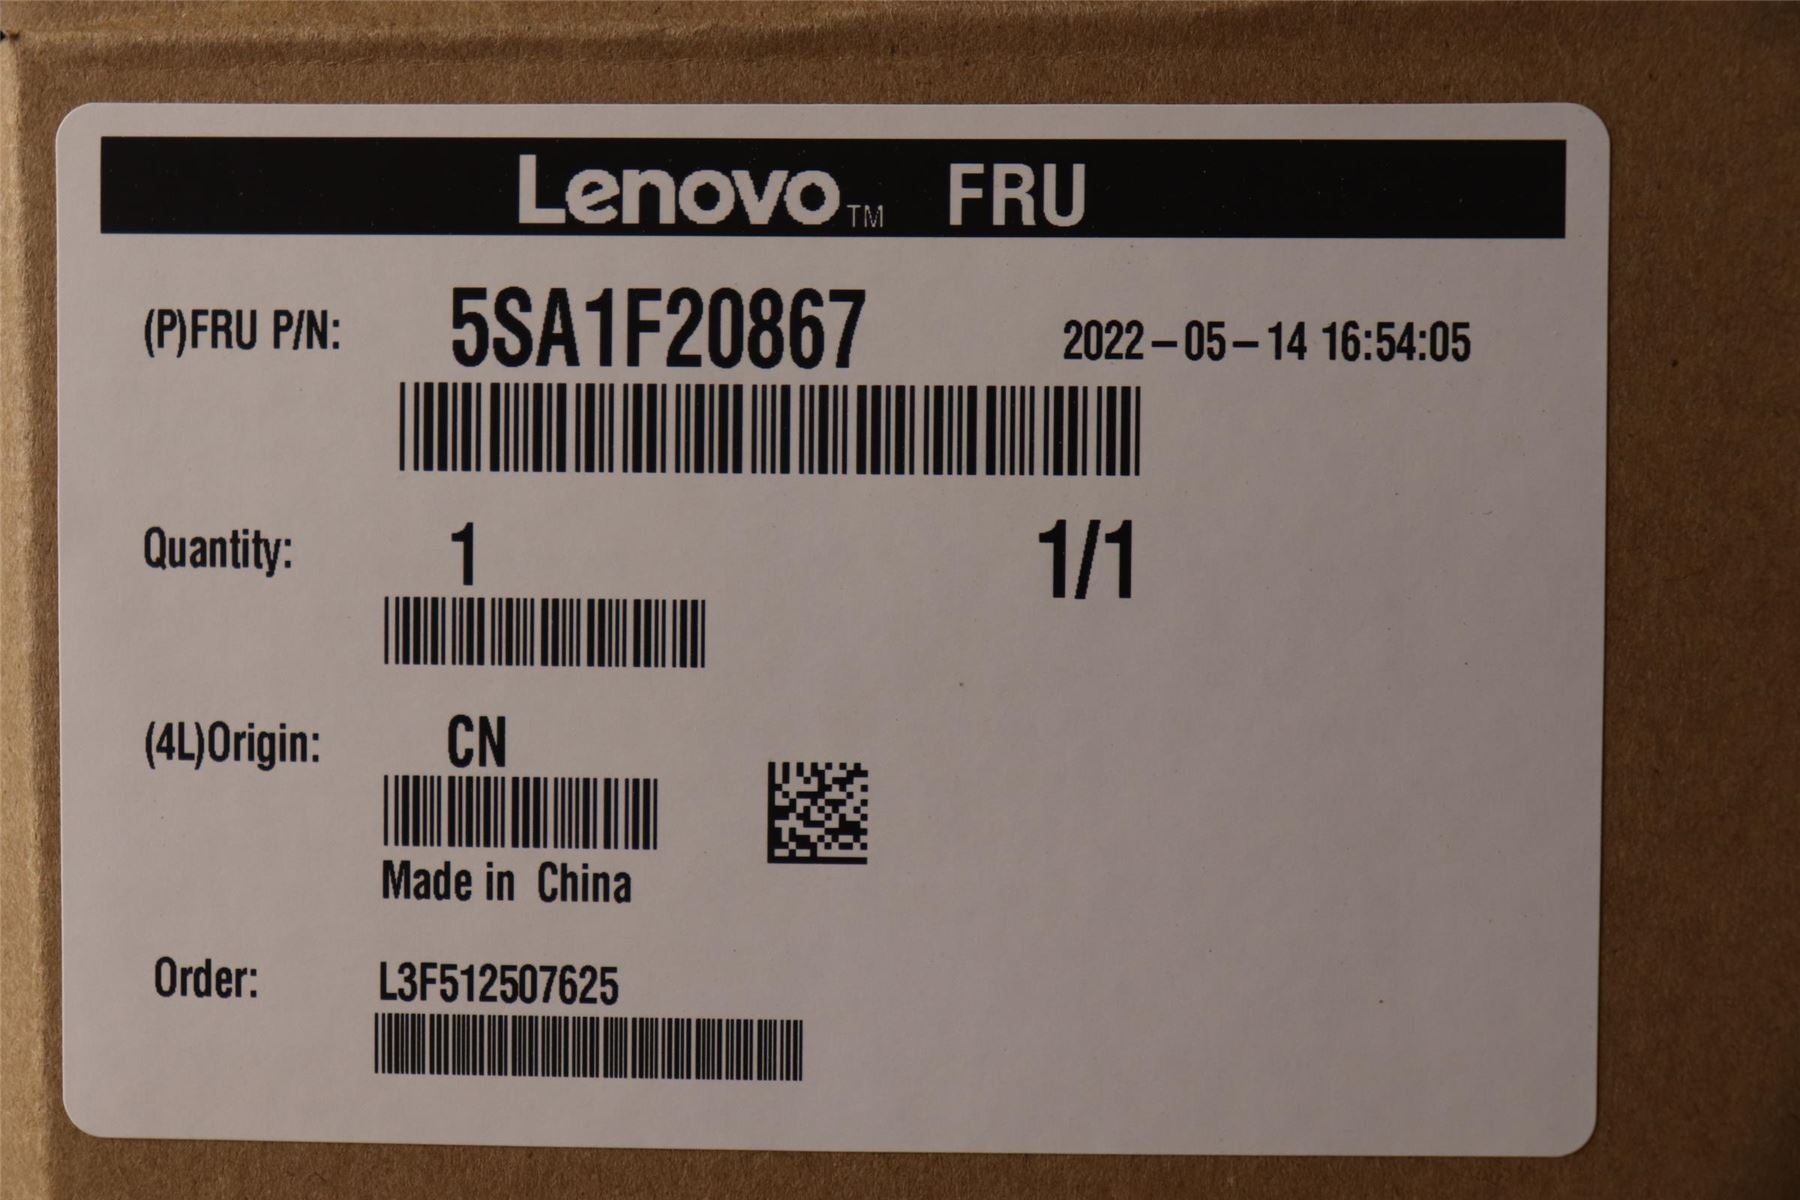 Lenovo™ FRU
(P)FRU P/N: 5SA1F20867 2022-05-14 16:54:05
Quantity: 1 1/1
(4L)Origin: CN
Made in China
Order: L3F512507625